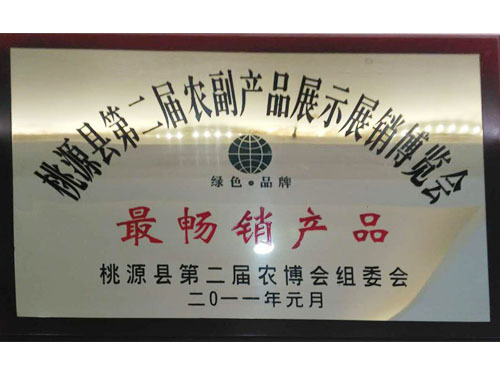 桃源县第二届农副产品展示展销博览会
绿色·品牌
最畅销产品
桃源县第二届农博会组委会
二0一一年元月